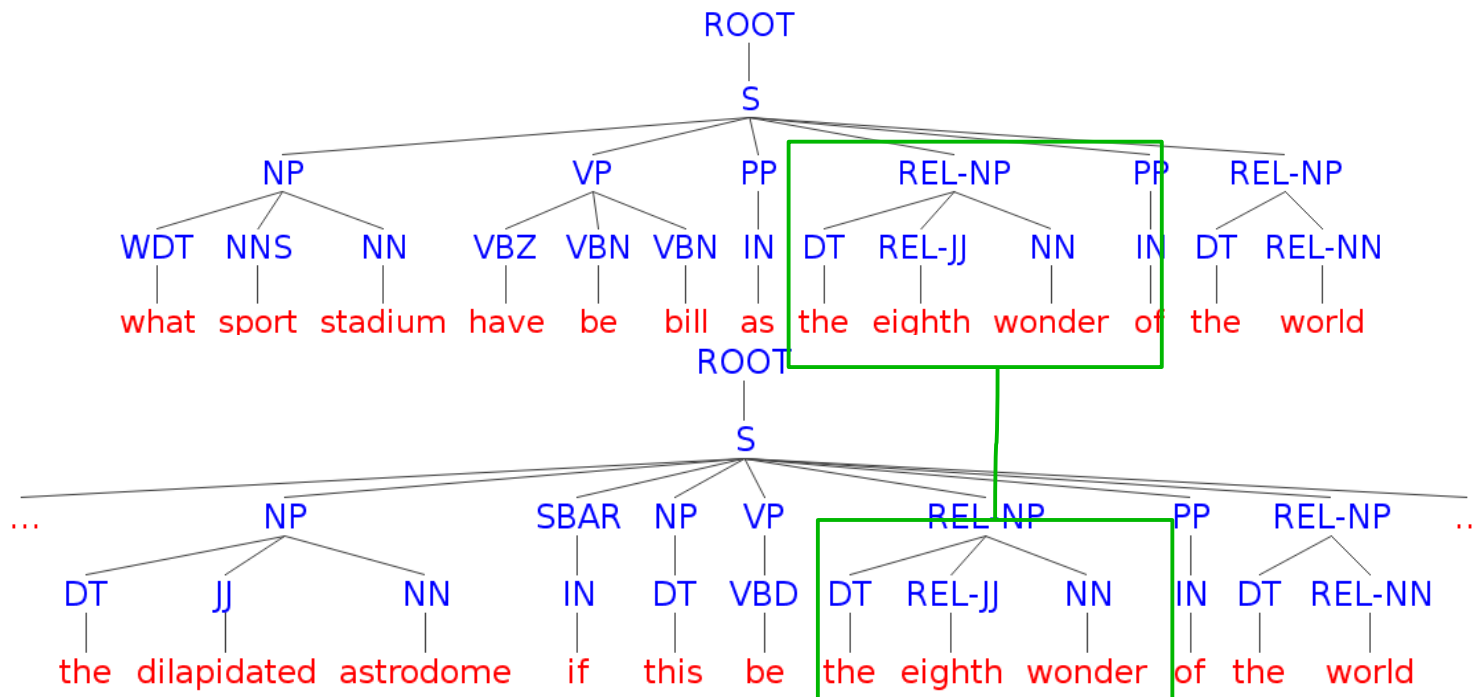 ROOT
S
NP VP PP REL-NP PP REL-NP
WDT NNS NN VBZ VBN VBN IN DT REL-JJ NN IN DT REL-NN
what sport stadium have be bill as the eighth wonder of the world
ROOT
S
... NP SBAR NP VP REL-NP PP REL-NP ..
DT JJ NN IN DT VBD DT REL-JJ NN IN DT REL-NN
the dilapidated astrodome if this be the eighth wonder of the world